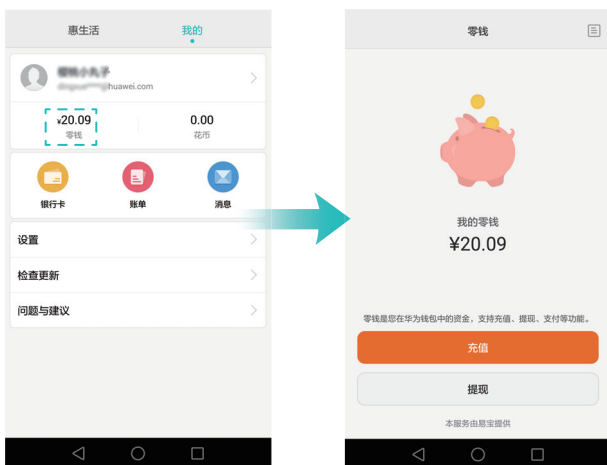 惠生活
我的
huawei.com
¥20.09
零钱
0.00
花币
银行卡
账单
消息
设置
检查更新
问题与建议
零钱
我的零钱
¥20.09
零钱是您在华为钱包中的资金，支持充值、提现、支付等功能。
充值
提现
本服务由易宝提供